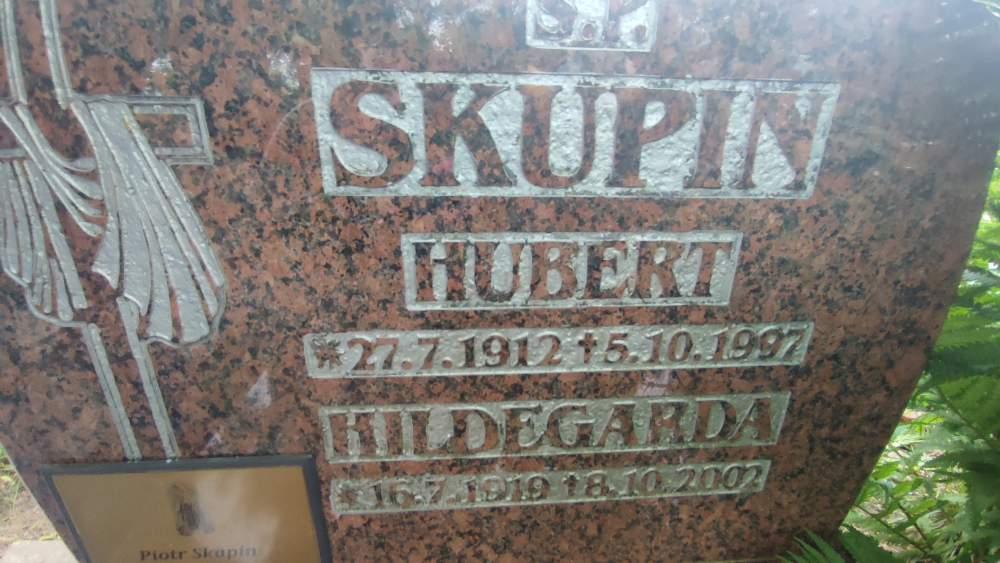 SKUPIN
HUBERT
*27.7.1912 †5.10.1997
HILDEGARDA
*16.7.1919 †8.10.2002
Piotr Skupin